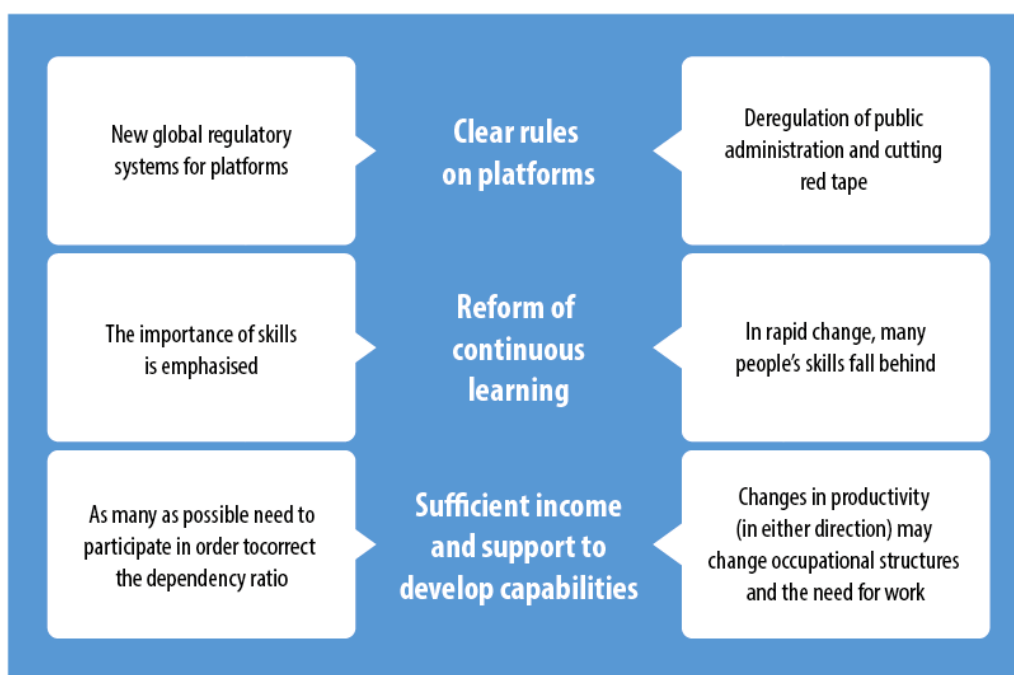 New global regulatory
systems for platforms
Clear rules
on platforms
Deregulation of public
administration and cutting
red tape
The importance of skills
is emphasised
Reform of
continuous
learning
In rapid change, many
people's skills fall behind
As many as possible need to
participate in order tocorrect
the dependency ratio
Sufficient income
and support to
develop capabilities
Changes in productivity
(in either direction) may
change occupational structures
and the need for work